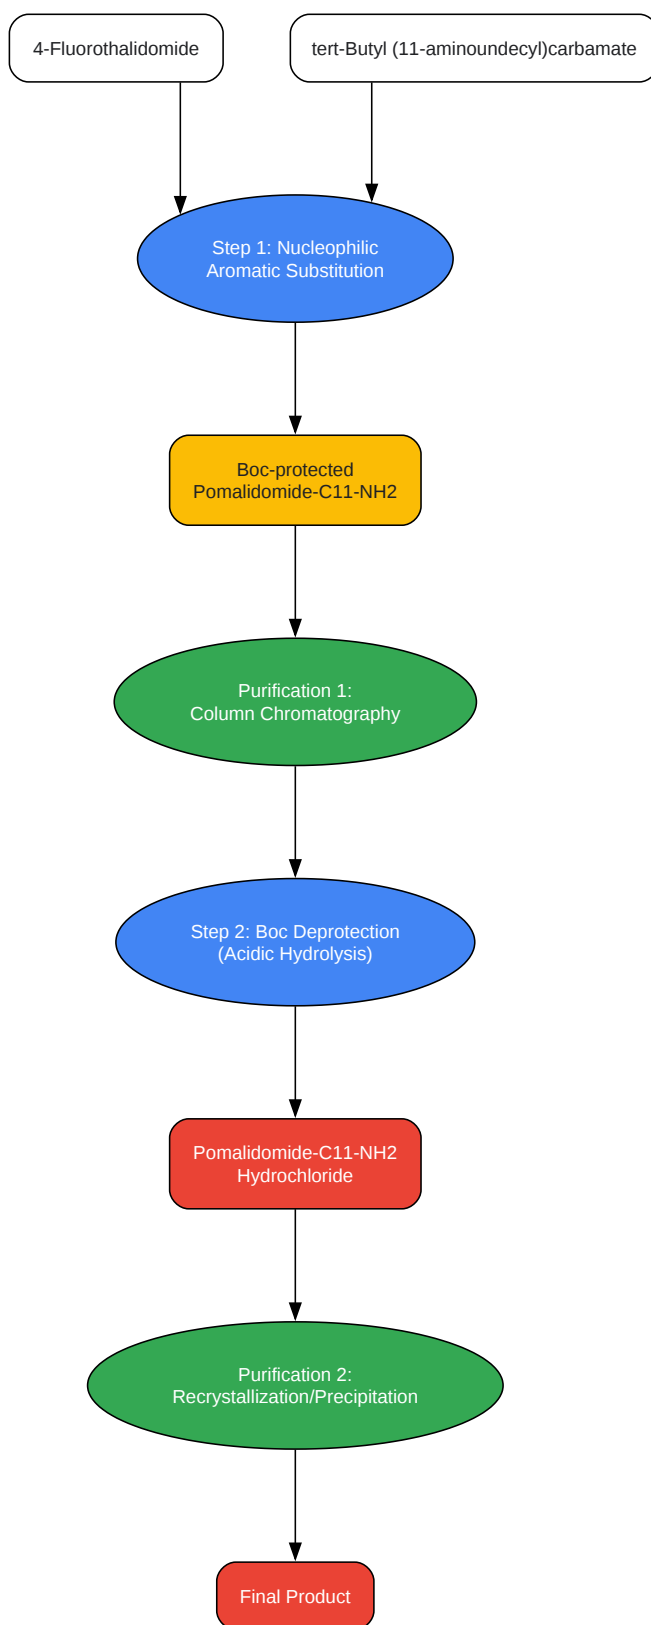 4-Fluorothalidomide
tert-Butyl (11-aminoundecyl)carbamate
Step 1: Nucleophilic
Aromatic Substitution
Boc-protected
Pomalidomide-C11-NH2
Purification 1:
Column Chromatography
Step 2: Boc Deprotection
(Acidic Hydrolysis)
Pomalidomide-C11-NH2
Hydrochloride
Purification 2:
Recrystallization/Precipitation
Final Product